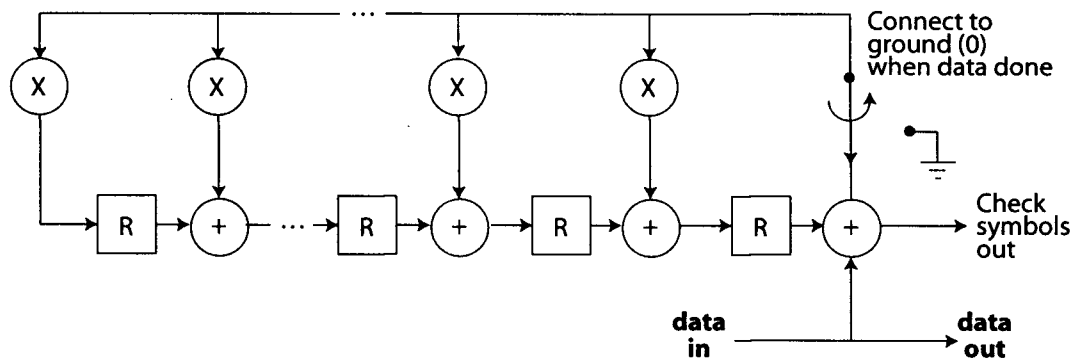 ...
Connect to
ground (0)
when data done
X X X X
R + ... R + R + R +
Check
symbols
out
data
in
data
out